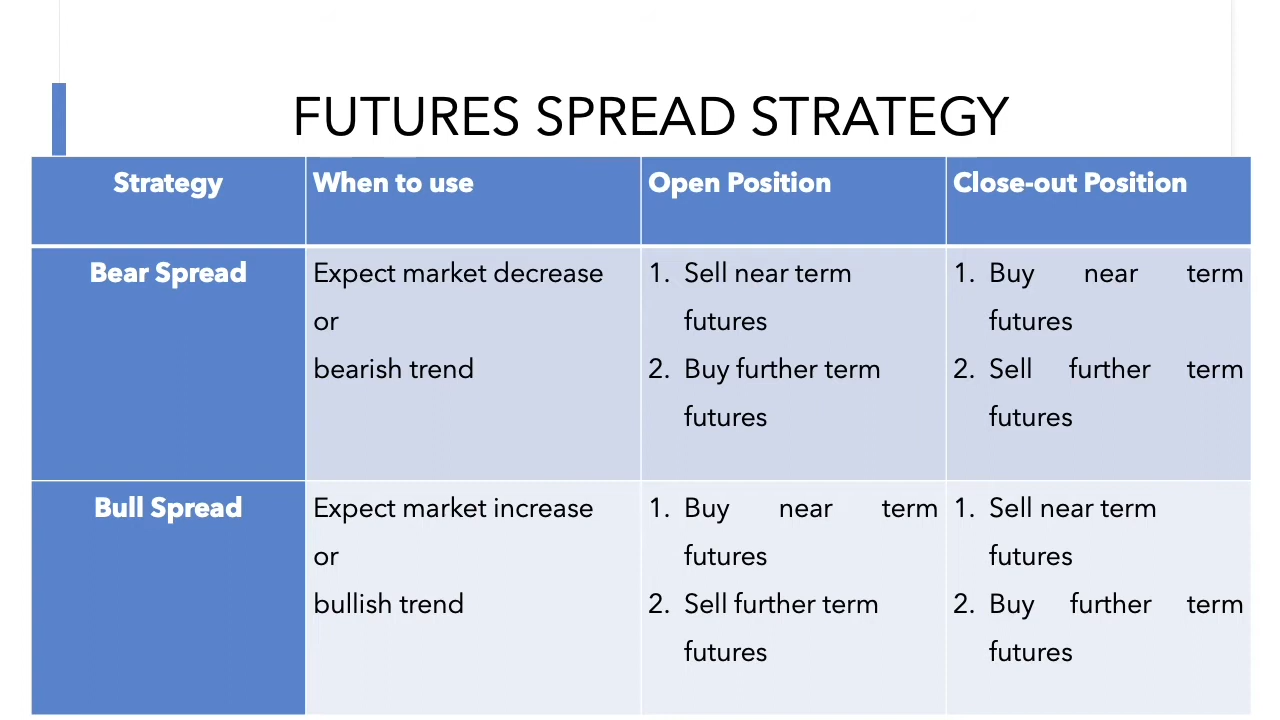 FUTURES SPREAD STRATEGY
Strategy
When to use
Open Position
Close-out Position
Bear Spread
Expect market decrease
or
bearish trend
1. Sell near term
futures
2. Buy further term
futures
1. Buy near term
futures
2. Sell further term
futures
Bull Spread
Expect market increase
or
bullish trend
1. Buy near term
futures
2. Sell further term
futures
1. Sell near term
futures
2. Buy further term
futures